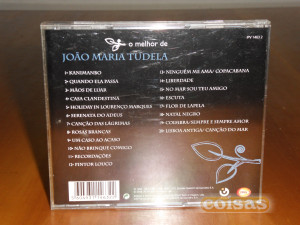 o melhor de
JOÃO MARIA TUDELA
PV 14013
1- KANIMANBO
2- QUANDO ELA PASSA
3- MÃOS DE LUAR
4- CASA CLANDESTINA
5- HOLIDAY IN LOURENÇO MARQUES
6- SERENATA DO ADEUS
7- CANÇÃO DAS LÁGRIMAS
8- ROSAS BRANCAS
9- UM CASO AO ACASO
10- NÃO BRINQUE COMIGO
11- RECORDAÇÕES
12- PINTOR LOUCO
13- NINGUÉM ME AMA/ COPACABANA
14- LIBERDADE
15- NO MAR SOU TEU AMIGO
16- ESCUTA
17- FLOR DE LAPELA
18- NATAL NEGRO
19- COIMBRA/SEMPRE E SEMPRE AMOR
20- LISBOA ANTIGA/ CANÇÃO DO MAR
coisas